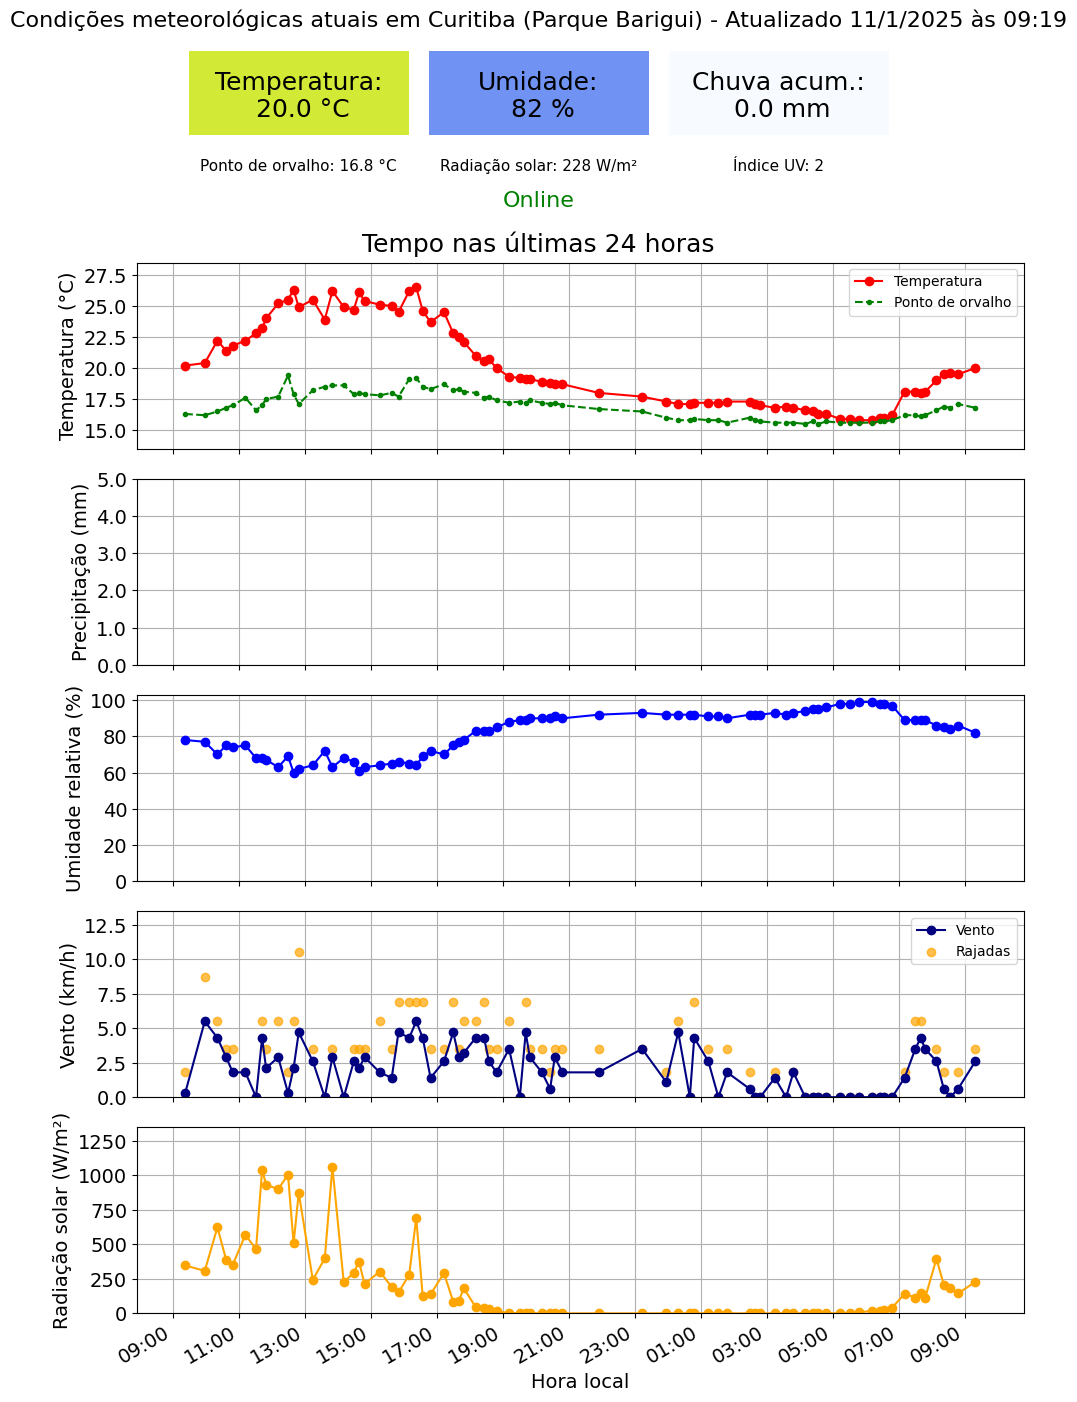 Condições meteorológicas atuais em Curitiba (Parque Barigui) - Atualizado 11/1/2025 às 09:19
Temperatura:
20.0 °C
Umidade:
82 %
Chuva acum.:
0.0 mm
Ponto de orvalho: 16.8 °C
Radiação solar: 228 W/m²
Índice UV: 2
Online
Tempo nas últimas 24 horas
Temperatura (°C)
27.5
25.0
22.5
20.0
17.5
15.0
Temperatura
Ponto de orvalho
Precipitação (mm)
5.0
4.0
3.0
2.0
1.0
0.0
Umidade relativa (%)
100
80
60
40
20
0
Vento (km/h)
12.5
10.0
7.5
5.0
2.5
0.0
Vento
Rajadas
Radiação solar (W/m²)
1250
1000
750
500
250
0
09:00
11:00
13:00
15:00
17:00
19:00
21:00
23:00
01:00
03:00
05:00
07:00
09:00
Hora local